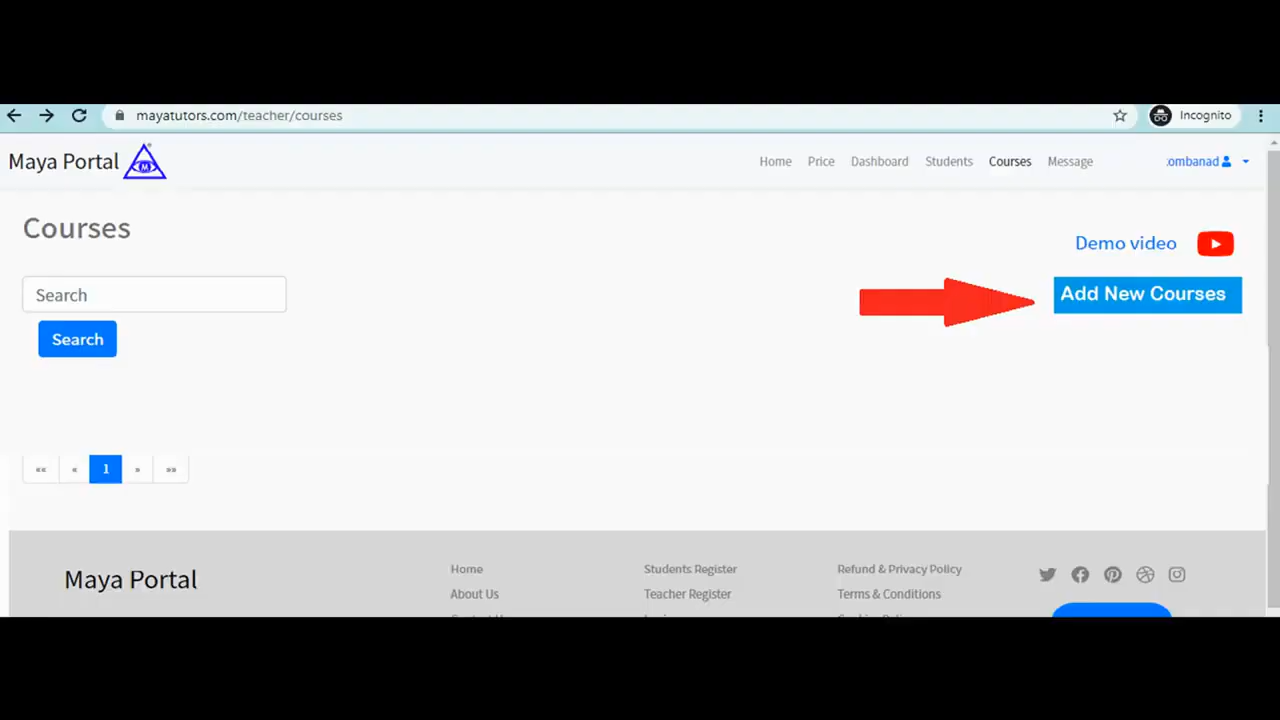 mayatutors.com/teacher/courses
Incognito
Maya Portal
M
Home Price Dashboard Students Courses Message
ombanad
Courses
Demo video
Search
Add New Courses
Search
«« « 1 » »»
Maya Portal
Home
About Us
Students Register
Teacher Register
Refund & Privacy Policy
Terms & Conditions